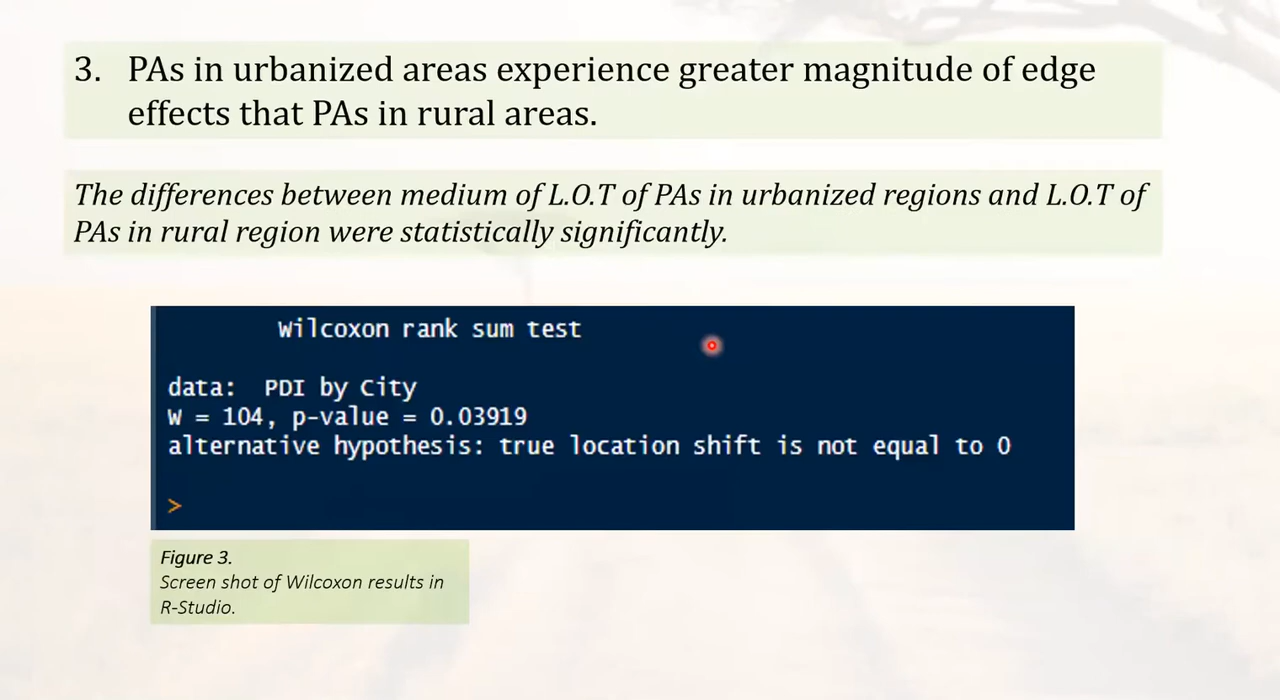 3. PAs in urbanized areas experience greater magnitude of edge
effects that PAs in rural areas.
The differences between medium of L.O.T of PAs in urbanized regions and L.O.T of
PAs in rural region were statistically significantly.
Wilcoxon rank sum test
data:  PDI by City
W = 104, p-value = 0.03919
alternative hypothesis: true location shift is not equal to 0
>
Figure 3.
Screen shot of Wilcoxon results in
R-Studio.